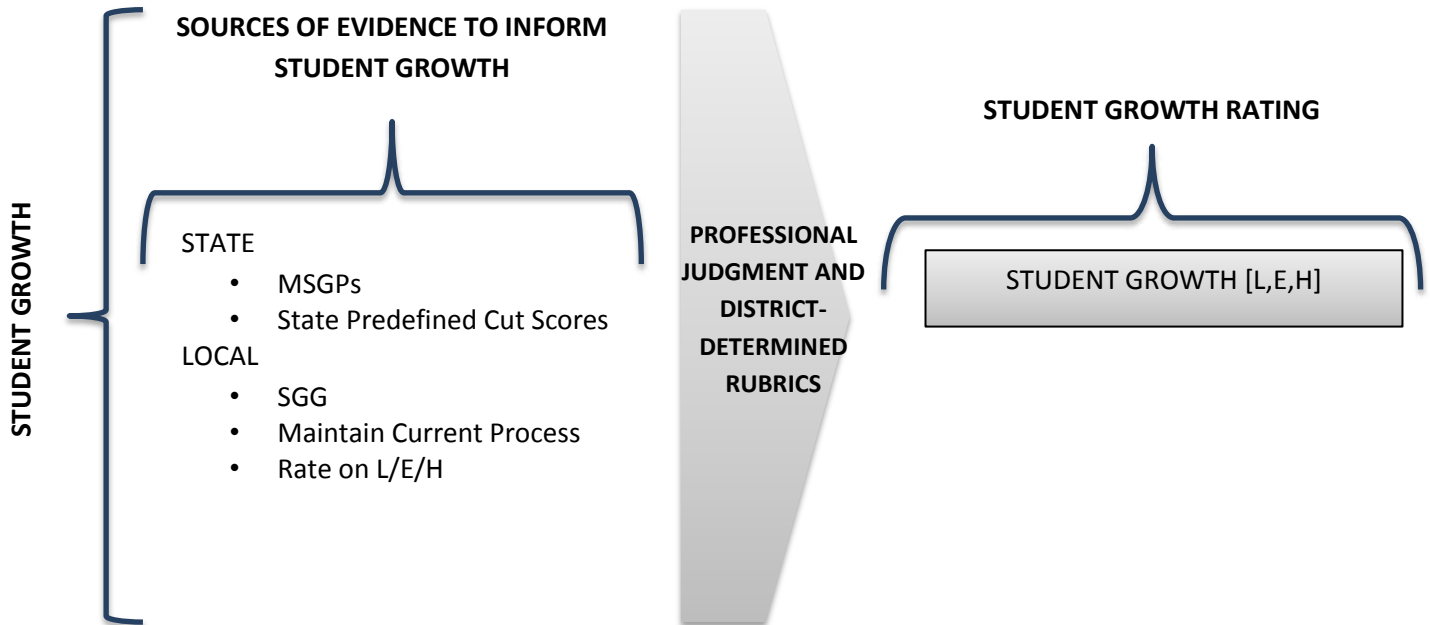 STUDENT GROWTH
SOURCES OF EVIDENCE TO INFORM
STUDENT GROWTH
STATE
• MSGPs
• State Predefined Cut Scores
LOCAL
• SGG
• Maintain Current Process
• Rate on L/E/H
PROFESSIONAL
JUDGMENT AND
DISTRICT-
DETERMINED
RUBRICS
STUDENT GROWTH RATING
STUDENT GROWTH [L,E,H]